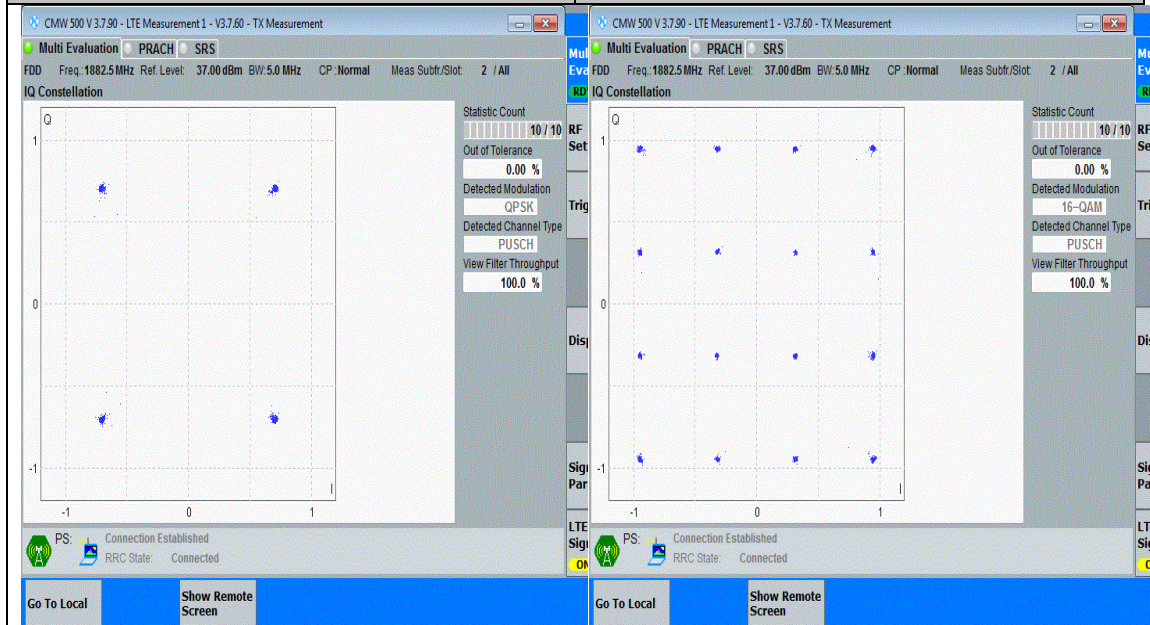 CMW 500 V 3.7.90 - LTE Measurement 1 - V3.7.60 - TX Measurement
Multi Evaluation PRACH SRS
FDD Freq.:1882.5 MHz Ref. Level: 37.00 dBm BW:5.0 MHz CP :Normal Meas Subfr./Slot: 2 / All
IQ Constellation
Q
1
0
-1
-1 0 1
I
Statistic Count
10 / 10
Out of Tolerance
0.00 %
Detected Modulation
QPSK
Detected Channel Type
PUSCH
View Filter Throughput
100.0 %
RF
Set
Trig
LTE
PS: Connection Established
RRC State: Connected
Go To Local
Show Remote
Screen
CMW 500 V 3.7.90 - LTE Measurement 1 - V3.7.60 - TX Measurement
Multi Evaluation PRACH SRS
FDD Freq.:1882.5 MHz Ref. Level: 37.00 dBm BW:5.0 MHz CP :Normal Meas Subfr./Slot: 2 / All
IQ Constellation
Q
1
0
-1
-1 0 1
I
Statistic Count
10 / 10
Out of Tolerance
0.00 %
Detected Modulation
16-QAM
Detected Channel Type
PUSCH
View Filter Throughput
100.0 %
RF
PS: Connection Established
RRC State: Connected
Go To Local
Show Remote
Screen